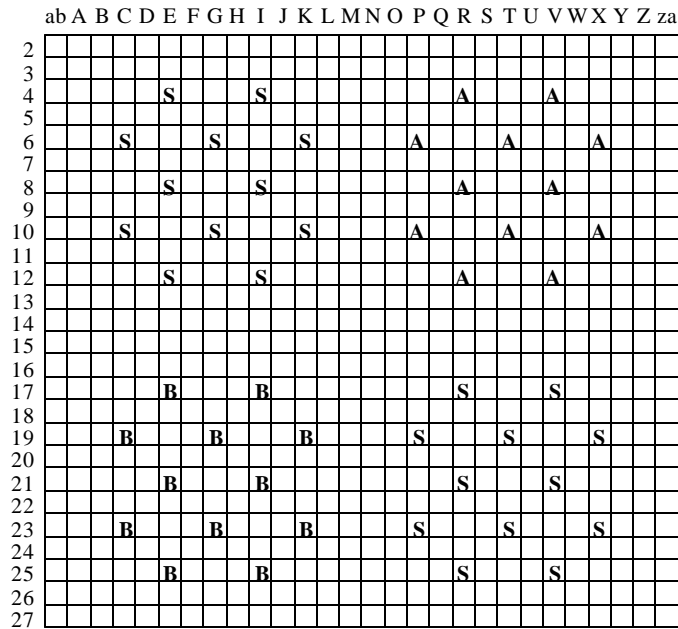 ab A B C D E F G H I J K L M N O P Q R S T U V W X Y Z za
2
3
4 S S A A
5
6 S S S A A A
7
8 S S A A
9
10 S S S A A A
11
12 S S A A
13
14
15
16
17 B B S S
18
19 B B B S S S
20
21 B B S S
22
23 B B B S S S
24
25 B B S S
26
27